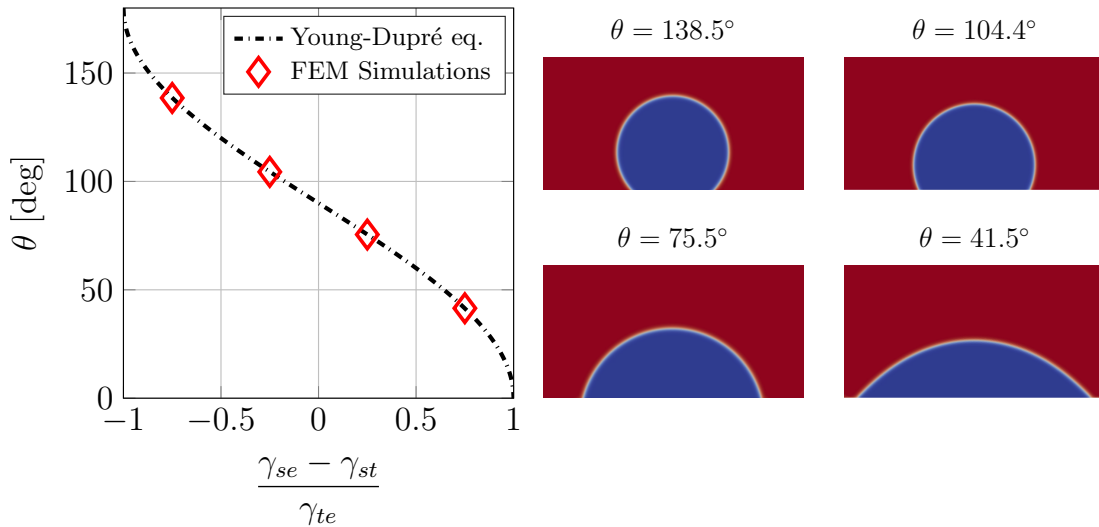 Young-Dupré eq.
FEM Simulations
θ [deg]
150
100
50
0
−1
−0.5
0
0.5
1
γse − γst
γte
θ = 138.5°
θ = 104.4°
θ = 75.5°
θ = 41.5°